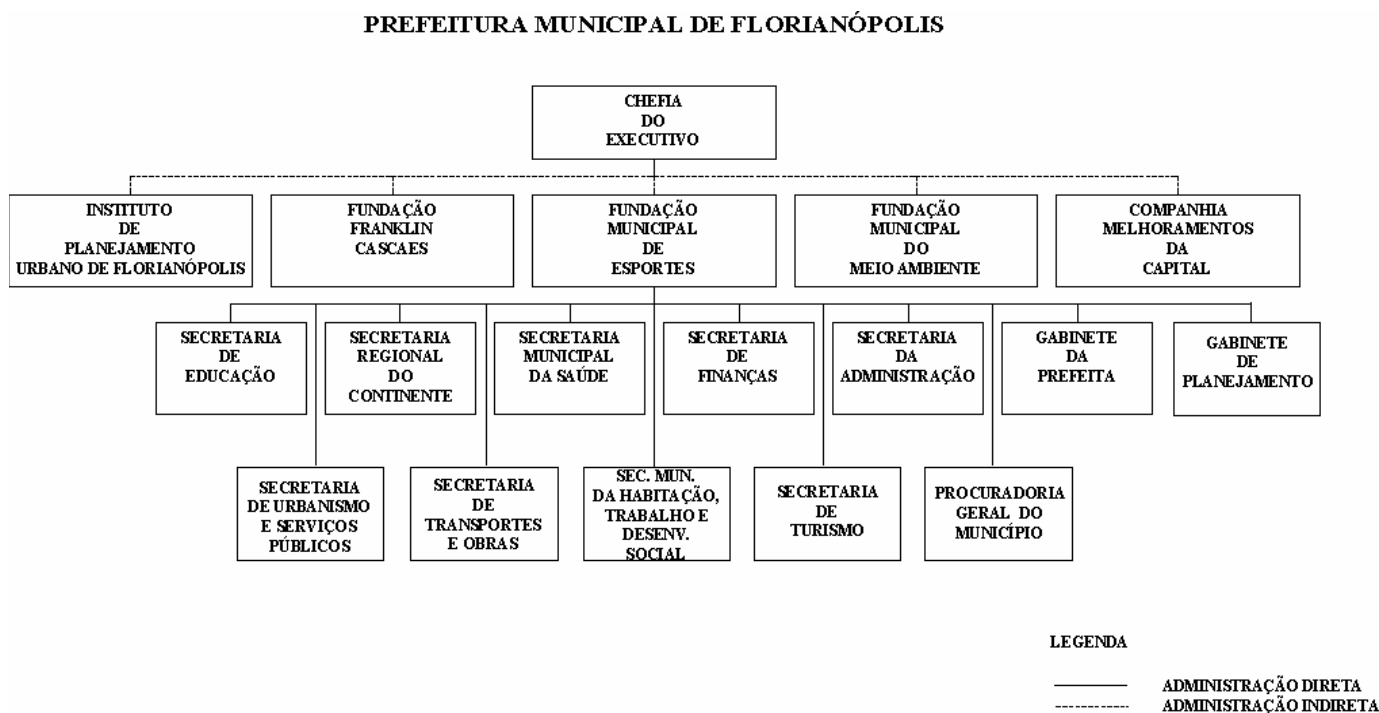 PREFEITURA MUNICIPAL DE FLORIANÓPOLIS
CHEFIA
DO
EXECUTIVO
INSTITUTO
DE
PLANEJAMENTO
URBANO DE FLORIANÓPOLIS
FUNDAÇÃO
FRANKLIN
CASCAES
FUNDAÇÃO
MUNICIPAL
DE
ESPORTES
FUNDAÇÃO
MUNICIPAL
DO
MEIO AMBIENTE
COMPANHIA
MELHORAMENTOS
DA
CAPITAL
SECRETARIA
DE
EDUCAÇÃO
SECRETARIA
REGIONAL
DO
CONTINENTE
SECRETARIA
MUNICIPAL
DA SAÚDE
SECRETARIA
DE
FINANÇAS
SECRETARIA
DA
ADMINISTRAÇÃO
GABINETE
DA
PREFEITA
GABINETE
DE
PLANEJAMENTO
SECRETARIA
DE URBANISMO
E SERVIÇOS
PÚBLICOS
SECRETARIA
DE
TRANSPORTES
E OBRAS
SEC. MUN.
DA HABITAÇÃO,
TRABALHO E
DESENV.
SOCIAL
SECRETARIA
DE
TURISMO
PROCURADORIA
GERAL DO
MUNICÍPIO
LEGENDA
ADMINISTRAÇÃO DIRETA
ADMINISTRAÇÃO INDIRETA